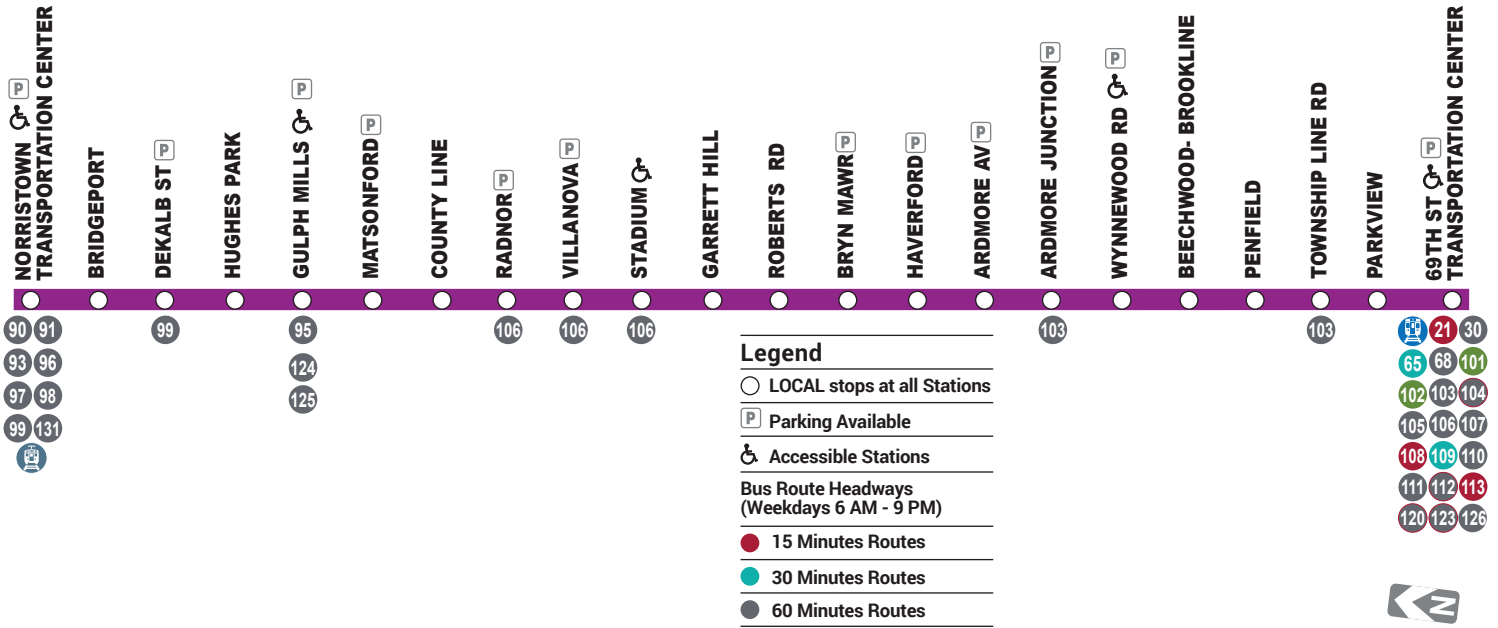 NORRISTOWN
TRANSPORTATION CENTER
P
BRIDGEPORT
DEKALB ST
P
HUGHES PARK
GULPH MILLS
P
MATSONFORD
P
COUNTY LINE
RADNOR
P
VILLANOVA
P
STADIUM
GARRETT HILL
ROBERTS RD
BRYN MAWR
P
HAVERFORD
P
ARDMORE AV
P
ARDMORE JUNCTION
P
WYNNEWOOD RD
P
BEECHWOOD- BROOKLINE
PENFIELD
TOWNSHIP LINE RD
PARKVIEW
69TH ST
TRANSPORTATION CENTER
P
90 91
93 96
97 98
99 131
99
95
124
125
106
106
106
103
103
21 30
65 68 101
102 103 104
105 106 107
108 109 110
111 112 113
120 123 126
Legend
LOCAL stops at all Stations
P Parking Available
Accessible Stations
Bus Route Headways
(Weekdays 6 AM - 9 PM)
15 Minutes Routes
30 Minutes Routes
60 Minutes Routes
N